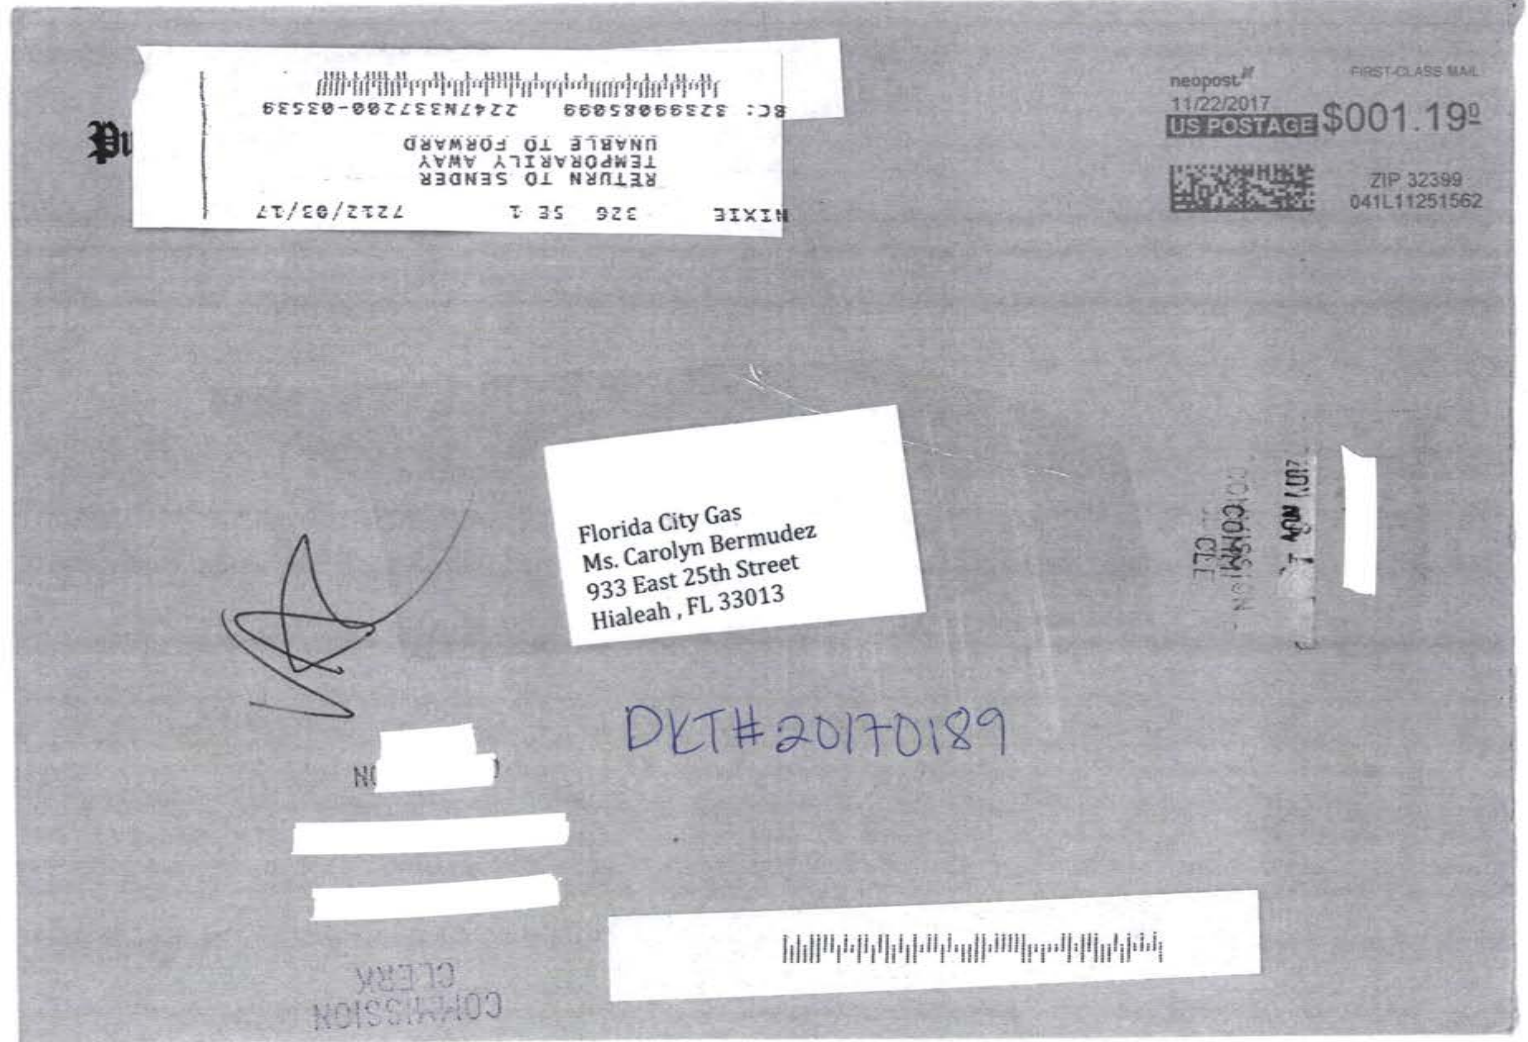 neopost
FIRST-CLASS MAIL
11/22/2017
US POSTAGE $001.19⁰
ZIP 32399
041L11251562
Pu
NIXIE 326 SE 1 7212/03/17
RETURN TO SENDER
TEMPORARILY AWAY
UNABLE TO FORWARD
BC: 32399085099 2247N337200-03539
Florida City Gas
Ms. Carolyn Bermudez
933 East 25th Street
Hialeah , FL 33013
DKT#20170189
COMMISSION
CLERK